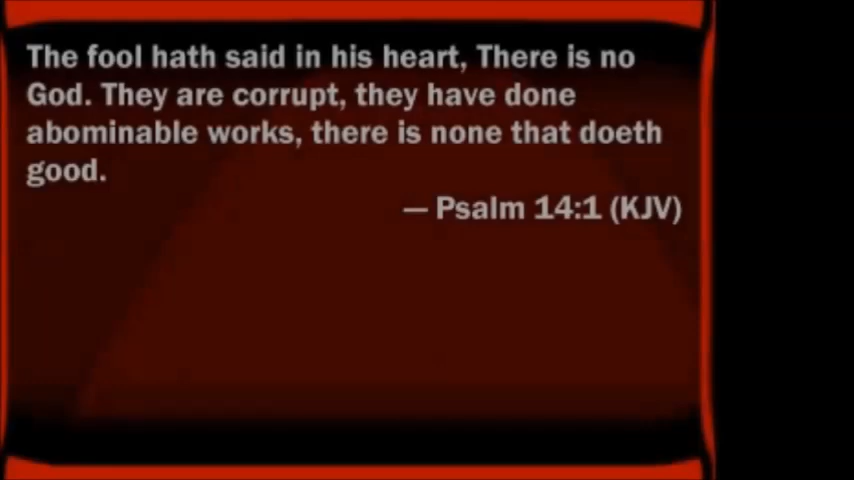 The fool hath said in his heart, There is no
God. They are corrupt, they have done
abominable works, there is none that doeth
good.
— Psalm 14:1 (KJV)